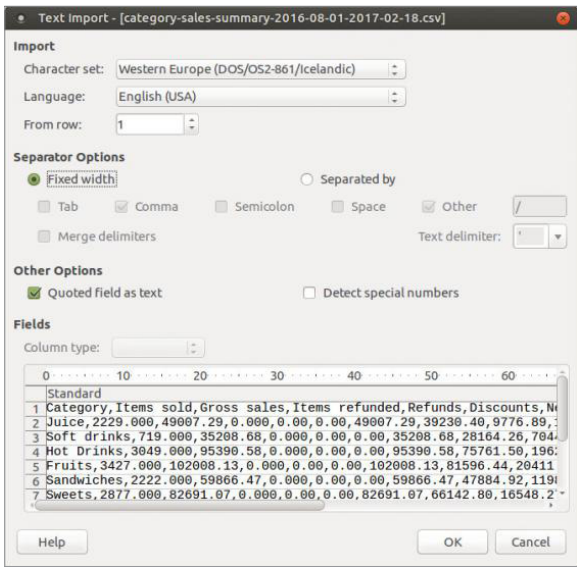 Text Import - [category-sales-summary-2016-08-01-2017-02-18.csv]
Import
Character set: Western Europe (DOS/OS2-861/Icelandic)
Language: English (USA)
From row: 1
Separator Options
Fixed width Separated by
Tab Comma Semicolon Space Other /
Merge delimiters Text delimiter: '
Other Options
Quoted field as text Detect special numbers
Fields
Column type:
0 10 20 30 40 50 60
Standard
1 Category,Items sold,Gross sales,Items refunded,Refunds,Discounts,Ne
2 Juice,2229.000,49007.29,0.000,0.00,0.00,49007.29,39230.40,9776.89,
3 Soft drinks,719.000,35208.68,0.000,0.00,0.00,35208.68,28164.26,704
4 Hot Drinks,3049.000,95390.58,0.000,0.00,0.00,95390.58,75761.50,196
5 Fruits,3427.000,102008.13,0.000,0.00,0.00,102008.13,81596.44,20411
6 Sandwiches,2222.000,59866.47,0.000,0.00,0.00,59866.47,47884.92,119
7 Sweets,2877.000,82691.07,0.000,0.00,0.00,82691.07,66142.80,16548.2
Help OK Cancel